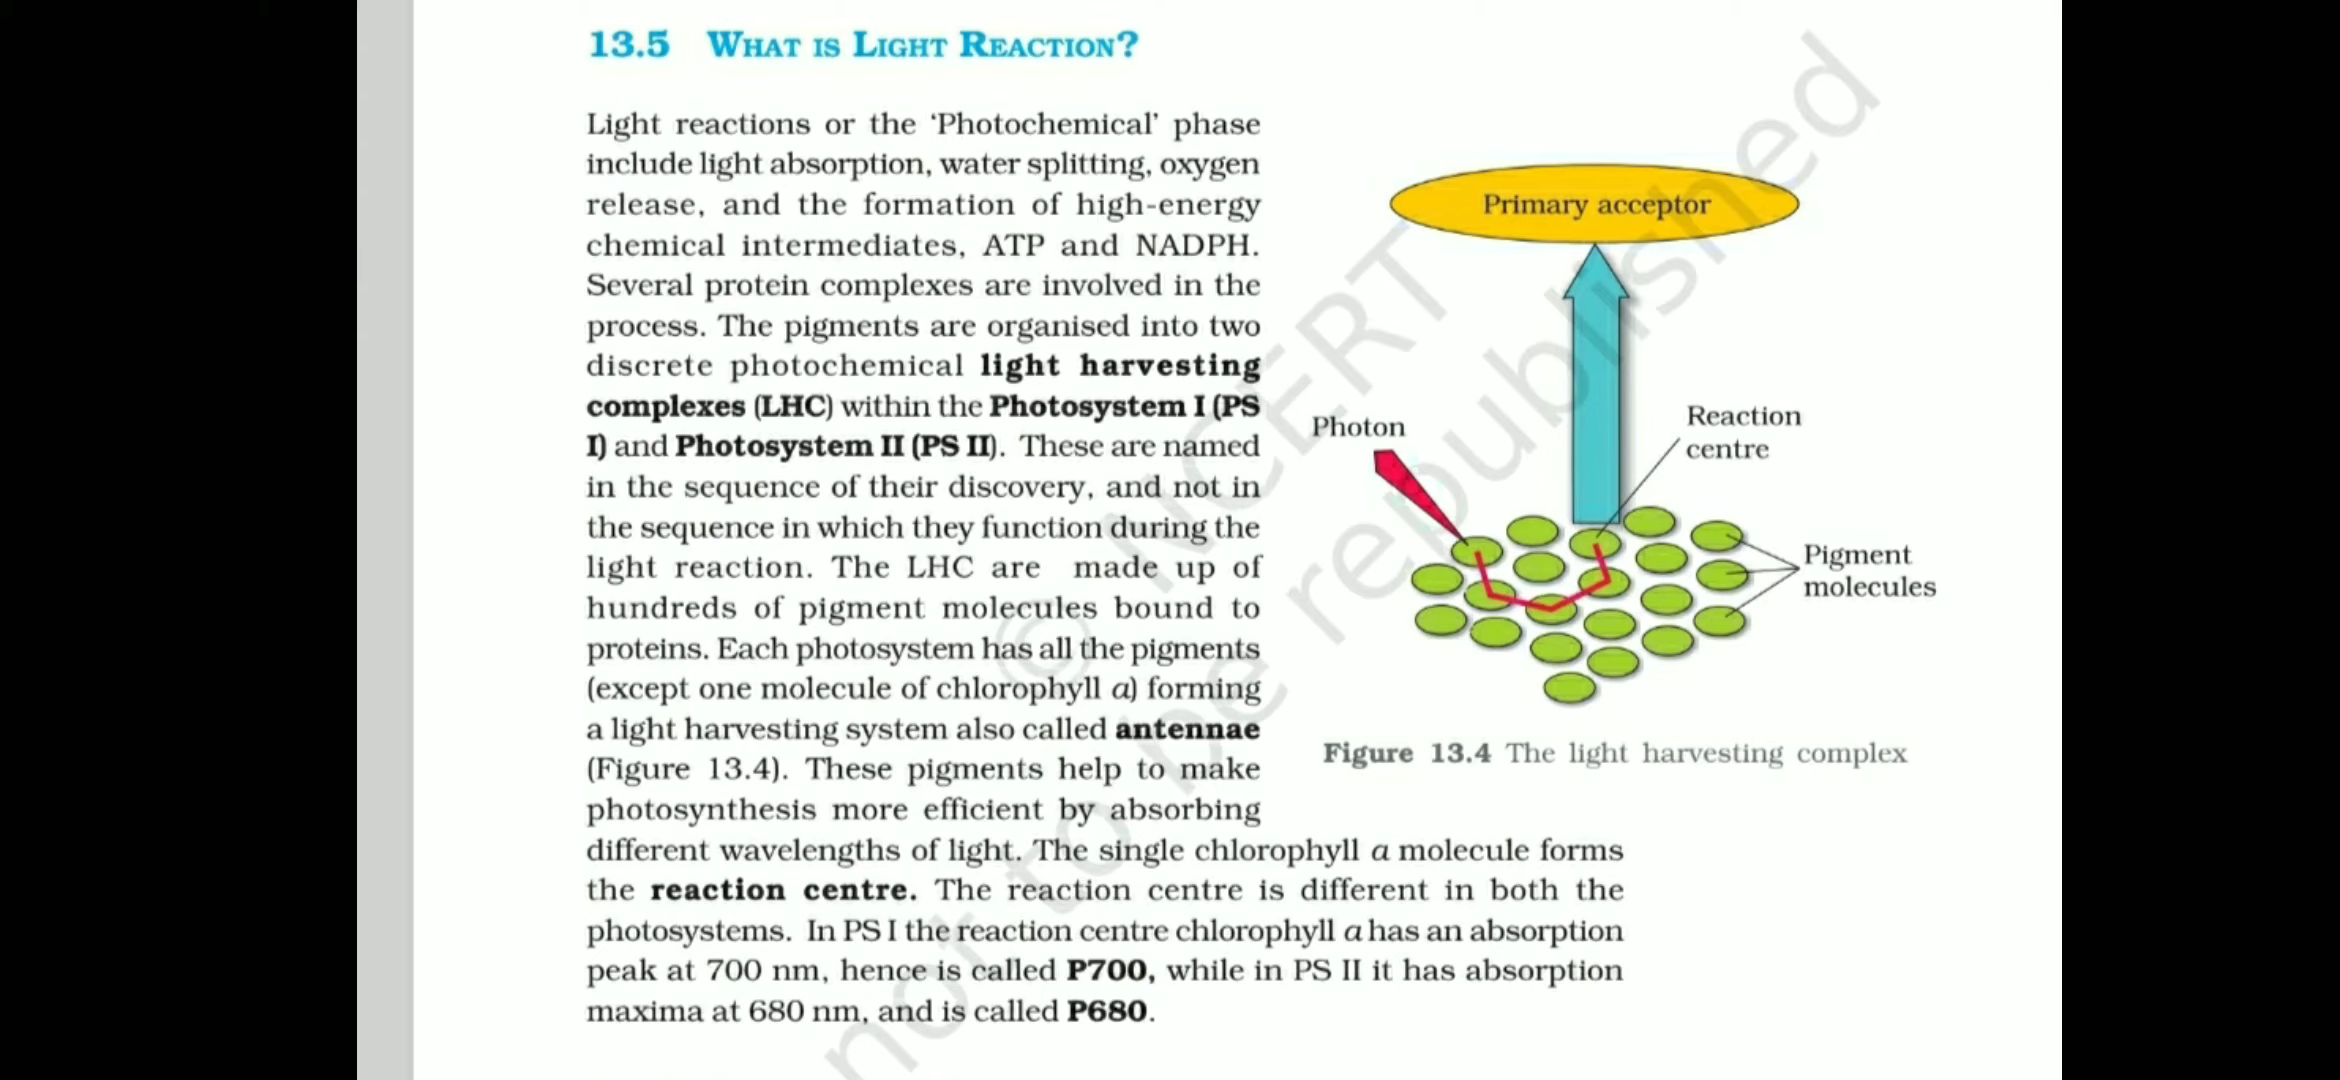 13.5 WHAT IS LIGHT REACTION?
Light reactions or the ‘Photochemical’ phase
include light absorption, water splitting, oxygen
release, and the formation of high-energy
chemical intermediates, ATP and NADPH.
Several protein complexes are involved in the
process. The pigments are organised into two
discrete photochemical light harvesting
complexes (LHC) within the Photosystem I (PS
I) and Photosystem II (PS II). These are named
in the sequence of their discovery, and not in
the sequence in which they function during the
light reaction. The LHC are made up of
hundreds of pigment molecules bound to
proteins. Each photosystem has all the pigments
(except one molecule of chlorophyll a) forming
a light harvesting system also called antennae
(Figure 13.4). These pigments help to make
photosynthesis more efficient by absorbing
different wavelengths of light. The single chlorophyll a molecule forms
the reaction centre. The reaction centre is different in both the
photosystems. In PS I the reaction centre chlorophyll a has an absorption
peak at 700 nm, hence is called P700, while in PS II it has absorption
maxima at 680 nm, and is called P680.
Primary acceptor
Photon
Reaction
centre
Pigment
molecules
Figure 13.4 The light harvesting complex
© NCERT
not to be republished